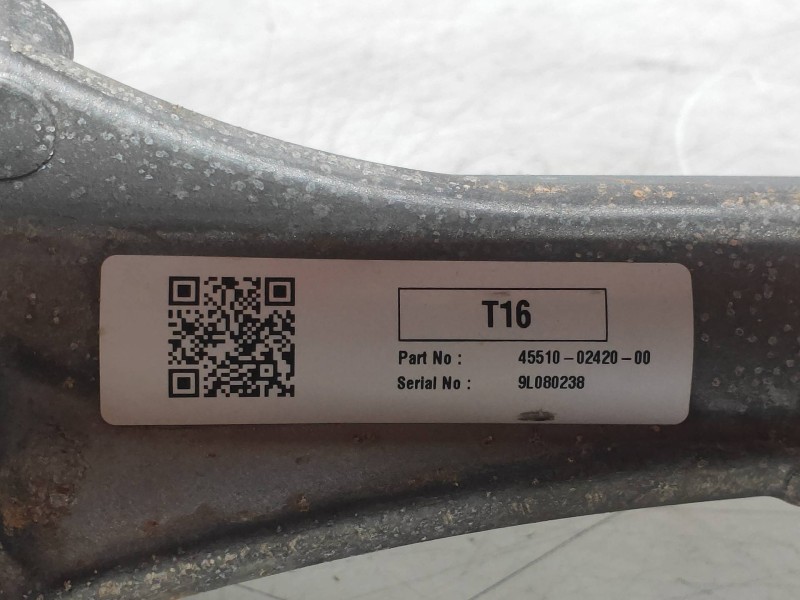 T16
Part No : 45510-02420-00
Serial No : 9L080238